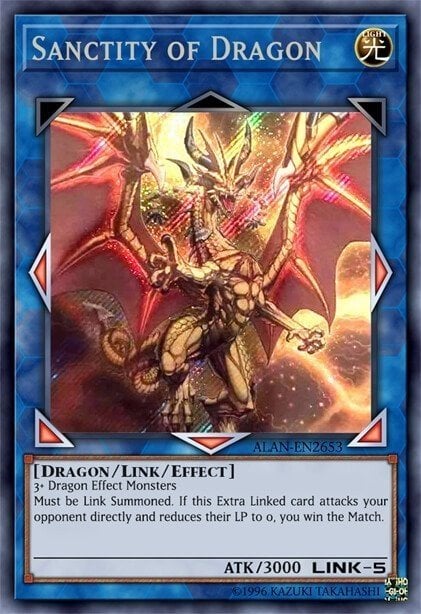 SANCTITY OF DRAGON
LIGHT
光
ALAN-EN2653
[DRAGON/LINK/EFFECT]
3+ Dragon Effect Monsters
Must be Link Summoned. If this Extra Linked card attacks your
opponent directly and reduces their LP to 0, you win the Match.
ATK/3000 LINK-5
©1996 KAZUKI TAKAHASHI